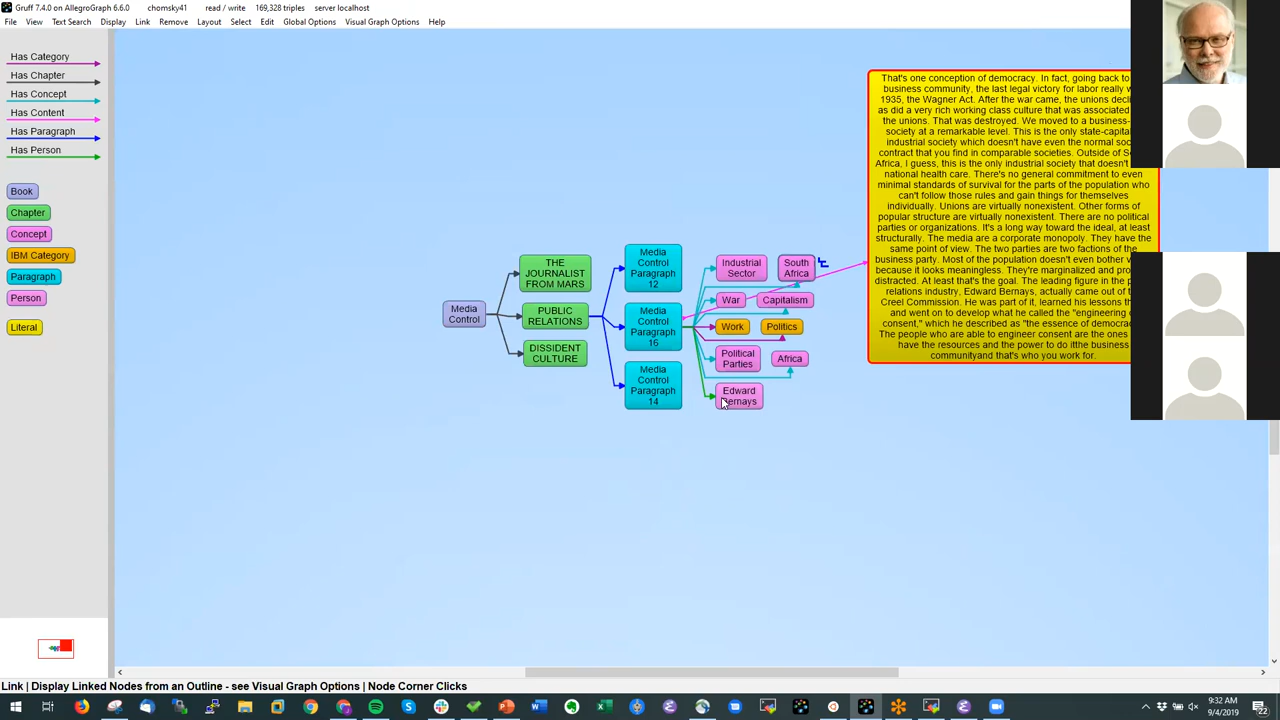 Gruff 7.4.0 on AllegroGraph 6.6.0 chomsky41 read / write 169,328 triples server localhost
File View Text Search Display Link Remove Layout Select Edit Global Options Visual Graph Options Help
Has Category
Has Chapter
Has Concept
Has Content
Has Paragraph
Has Person
Book
Chapter
Concept
IBM Category
Paragraph
Person
Literal
Media
Control
THE
JOURNALIST
FROM MARS
PUBLIC
RELATIONS
DISSIDENT
CULTURE
Media
Control
Paragraph
12
Media
Control
Paragraph
16
Media
Control
Paragraph
14
Industrial
Sector
South
Africa
War
Capitalism
Work
Politics
Political
Parties
Africa
Edward
Bernays
That's one conception of democracy. In fact, going back to
business community, the last legal victory for labor really
1935, the Wagner Act. After the war came, the unions
as did a very rich working class culture that was associated
the unions. That was destroyed. We moved to a business-
society at a remarkable level. This is the only
industrial society which doesn't have even the normal
contract that you find in comparable societies. Outside of
Africa, I guess, this is the only industrial society that
national health care. There's no general commitment to even
minimal standards of survival for the parts of the population who
can't follow those rules and gain things for themselves
individually. Unions are virtually nonexistent. Other forms of
popular structure are virtually nonexistent. There are no political
parties or organizations. It's a long way toward the ideal, at least
structurally. The media are a corporate monopoly. They have the
same point of view. The two parties are two factions of the
business party. Most of the population doesn't even bother
because it looks meaningless. They're marginalized and
distracted. At least that's the goal. The leading figure in the
relations industry, Edward Bernays, actually came out of
Creel Commission. He was part of it, learned his lessons
and went on to develop what he called the "engineering
consent," which he described as "the essence of
The people who are able to engineer consent are the ones
have the resources and the power to do itthe business
communityand that's who you work for.
Link | Display Linked Nodes from an Outline - see Visual Graph Options | Node Corner Clicks
9:32 AM
9/4/2019
22